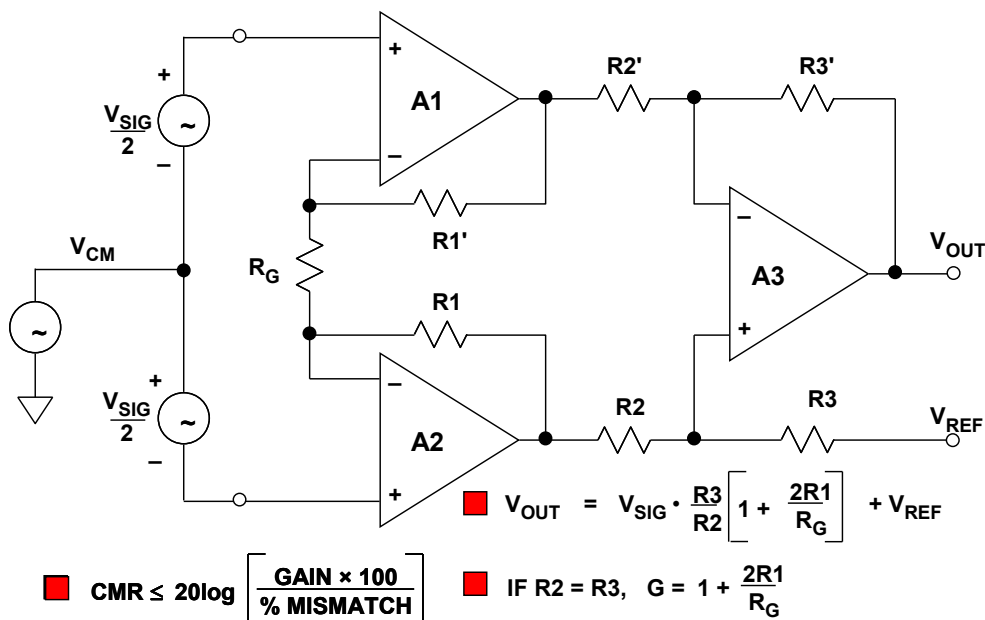 +
A1
−
R2'
R3'
+
V_SIG
2
~
−
R1'
V_CM
R_G
−
A3
+
V_OUT
~
R1
+
V_SIG
2
~
−
−
A2
+
R2
R3
V_REF
V_OUT = V_SIG · R3/R2 [1 + 2R1/R_G] + V_REF
CMR ≤ 20log [GAIN × 100 / % MISMATCH]
IF R2 = R3, G = 1 + 2R1/R_G